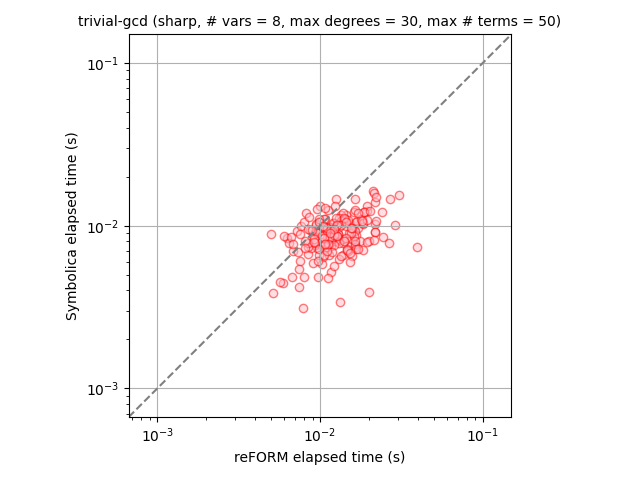 trivial-gcd (sharp, # vars = 8, max degrees = 30, max # terms = 50)
Symbolica elapsed time (s)
10⁻¹
10⁻²
10⁻³
10⁻³ 10⁻² 10⁻¹
reFORM elapsed time (s)